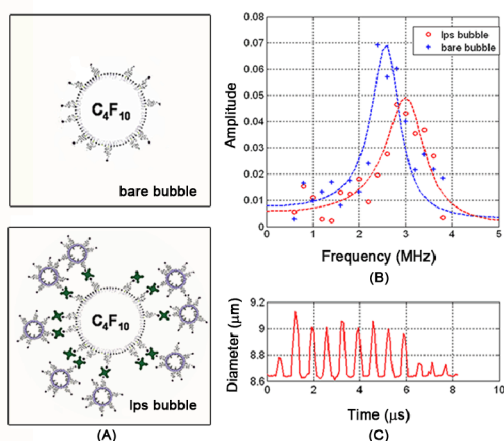 C₄F₁₀
bare bubble
C₄F₁₀
lps bubble
(A)
0.08
0.07
0.06
0.05
0.04
0.03
0.02
0.01
0
Amplitude
lps bubble
bare bubble
0 1 2 3 4 5
Frequency (MHz)
(B)
9.2
9
8.8
8.6
Diameter (μm)
0 2 4 6 8 10
Time (μs)
(C)